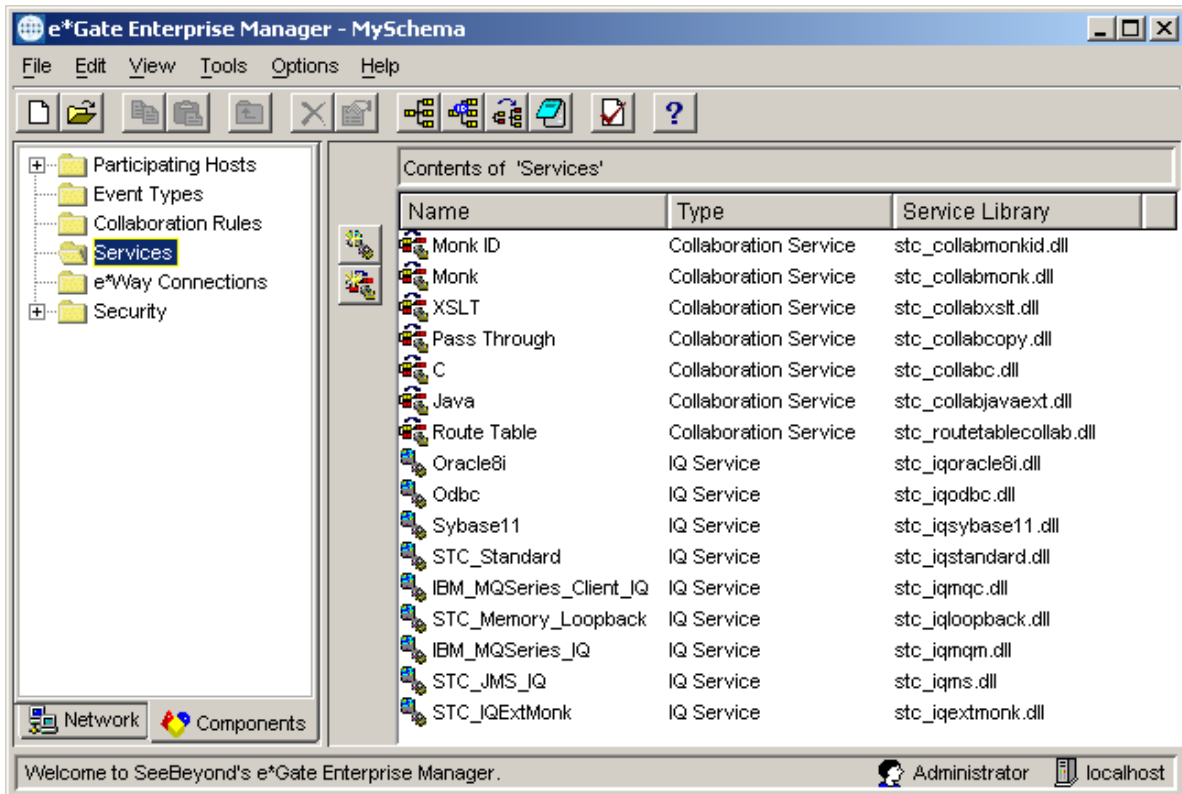 e*Gate Enterprise Manager - MySchema
File Edit View Tools Options Help
Participating Hosts
Event Types
Collaboration Rules
Services
e*Way Connections
Security
Network Components
Contents of 'Services'
Name Type Service Library
Monk ID Collaboration Service stc_collabmonkid.dll
Monk Collaboration Service stc_collabmonk.dll
XSLT Collaboration Service stc_collabxslt.dll
Pass Through Collaboration Service stc_collabcopy.dll
C Collaboration Service stc_collabc.dll
Java Collaboration Service stc_collabjavaext.dll
Route Table Collaboration Service stc_routetablecollab.dll
Oracle8i IQ Service stc_iqoracle8i.dll
Odbc IQ Service stc_iqodbc.dll
Sybase11 IQ Service stc_iqsybase11.dll
STC_Standard IQ Service stc_iqstandard.dll
IBM_MQSeries_Client_IQ IQ Service stc_iqmqc.dll
STC_Memory_Loopback IQ Service stc_iqloopback.dll
IBM_MQSeries_IQ IQ Service stc_iqmqm.dll
STC_JMS_IQ IQ Service stc_iqms.dll
STC_IQExtMonk IQ Service stc_iqextmonk.dll
Welcome to SeeBeyond's e*Gate Enterprise Manager. Administrator localhost